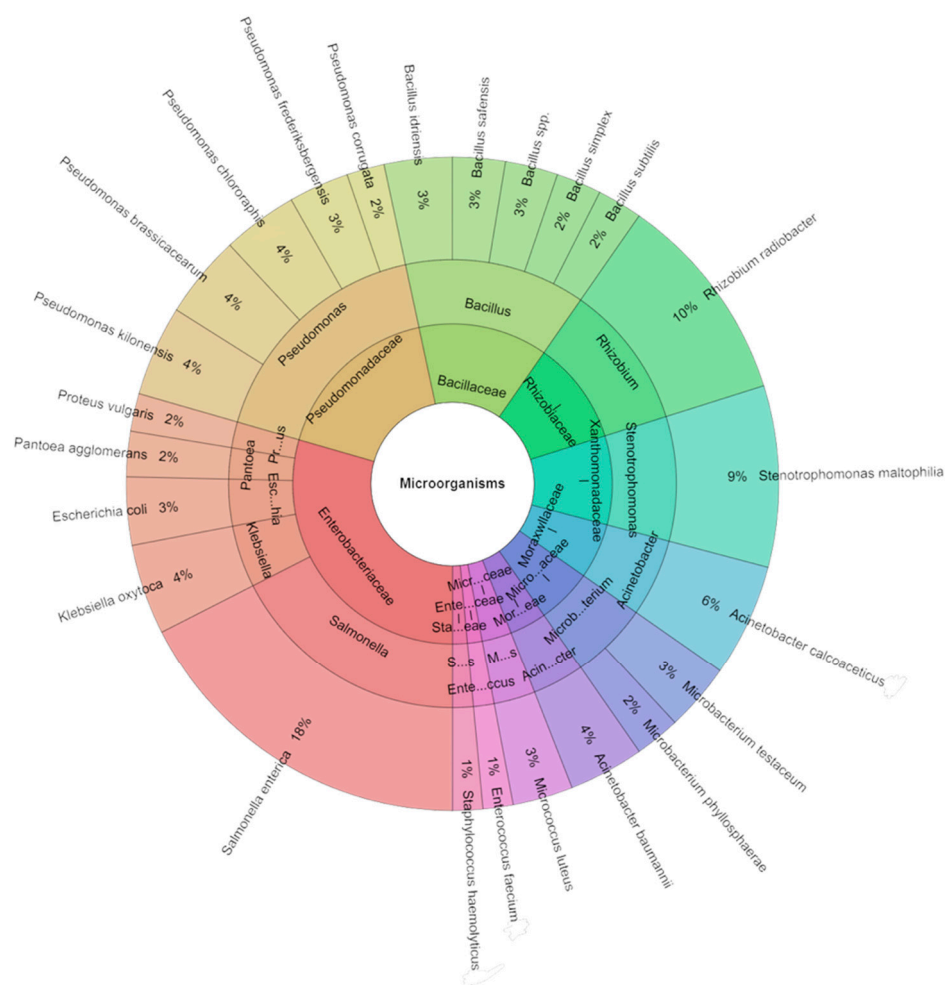 Microorganisms
Bacillaceae
Rhizobiaceae
Xanthomonadaceae
Moraxwllaceae
Micro...aceae
Mor...eae
Micr...ceae
Ente...ceae
Sta...eae
Enterobacteriaceae
Pseudomonadaceae
Bacillus
Rhizobium
Stenotrophomonas
Acinetobacter
Microb...terium
Acin...cter
M...s
Ente...ccus
S...s
Salmonella
Klebsiella
Esc...hia
Pantoea
Pr...us
Pseudomonas
3% Bacillus idriensis
3% Bacillus safensis
3% Bacillus spp.
2% Bacillus simplex
2% Bacillus subtilis
10% Rhizobium radiobacter
9% Stenotrophomonas maltophilia
6% Acinetobacter calcoaceticus
3% Microbacterium testaceum
2% Microbacterium phyllosphaerae
4% Acinetobacter baumannii
3% Micrococcus luteus
1% Enterococcus faecium
1% Staphylococcus haemolyticus
Salmonella enterica 18%
Klebsiella oxytoca 4%
Escherichia coli 3%
Pantoea agglomerans 2%
Proteus vulgaris 2%
Pseudomonas kilonensis 4%
Pseudomonas brassicacearum 4%
Pseudomonas chlororaphis 4%
Pseudomonas frederiksbergensis 3%
Pseudomonas corrugata 2%